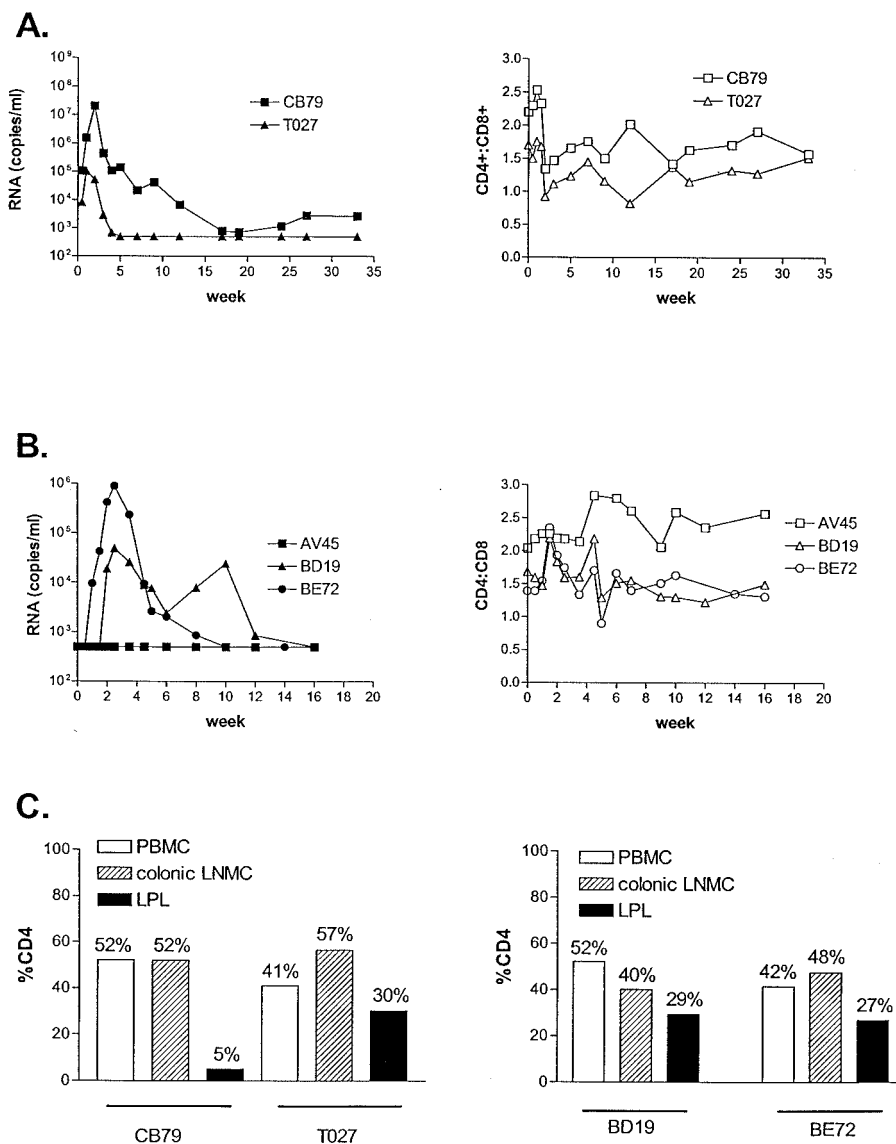 A.
RNA (copies/ml)
10⁹
10⁸
10⁷
10⁶
10⁵
10⁴
10³
10²
0 5 10 15 20 25 30 35
week
CB79
T027
CD4+:CD8+
3.0
2.5
2.0
1.5
1.0
0.5
0.0
0 5 10 15 20 25 30 35
week
CB79
T027
B.
RNA (copies/ml)
10⁶
10⁵
10⁴
10³
10²
0 2 4 6 8 10 12 14 16 18 20
week
AV45
BD19
BE72
CD4:CD8
3.0
2.5
2.0
1.5
1.0
0.5
0.0
0 2 4 6 8 10 12 14 16 18 20
week
AV45
BD19
BE72
C.
%CD4
100
80
60
40
20
0
PBMC
colonic LNMC
LPL
52% 52% 5% 41% 57% 30%
CB79 T027
%CD4
100
80
60
40
20
0
PBMC
colonic LNMC
LPL
52% 40% 29% 42% 48% 27%
BD19 BE72